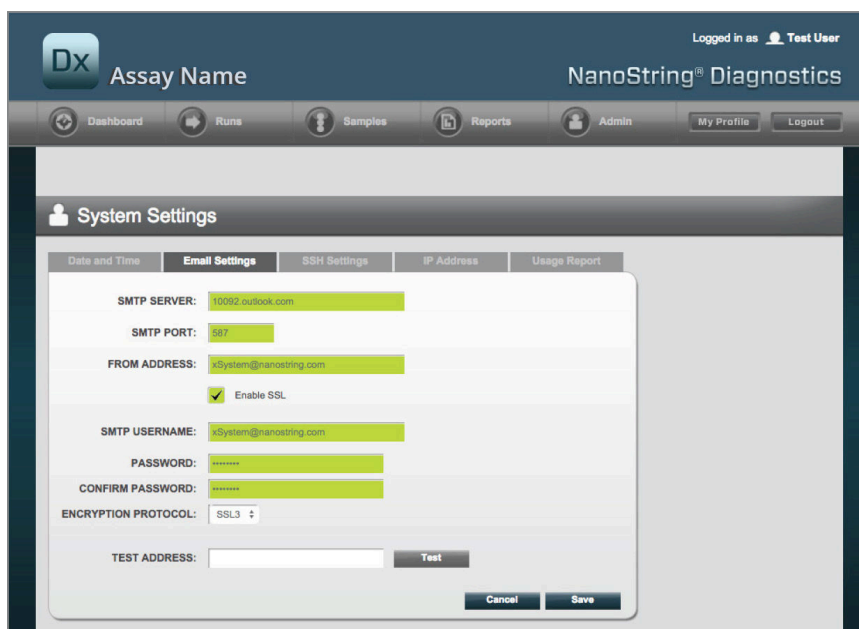 Logged in as Test User
Dx Assay Name
NanoString® Diagnostics
Dashboard Runs Samples Reports Admin My Profile Logout
System Settings
Date and Time Email Settings SSH Settings IP Address Usage Report
SMTP SERVER: 10092.outlook.com
SMTP PORT: 587
FROM ADDRESS: xSystem@nanostring.com
Enable SSL
SMTP USERNAME: xSystem@nanostring.com
PASSWORD: ••••••••
CONFIRM PASSWORD: ••••••••
ENCRYPTION PROTOCOL: SSL3
TEST ADDRESS: Test
Cancel Save